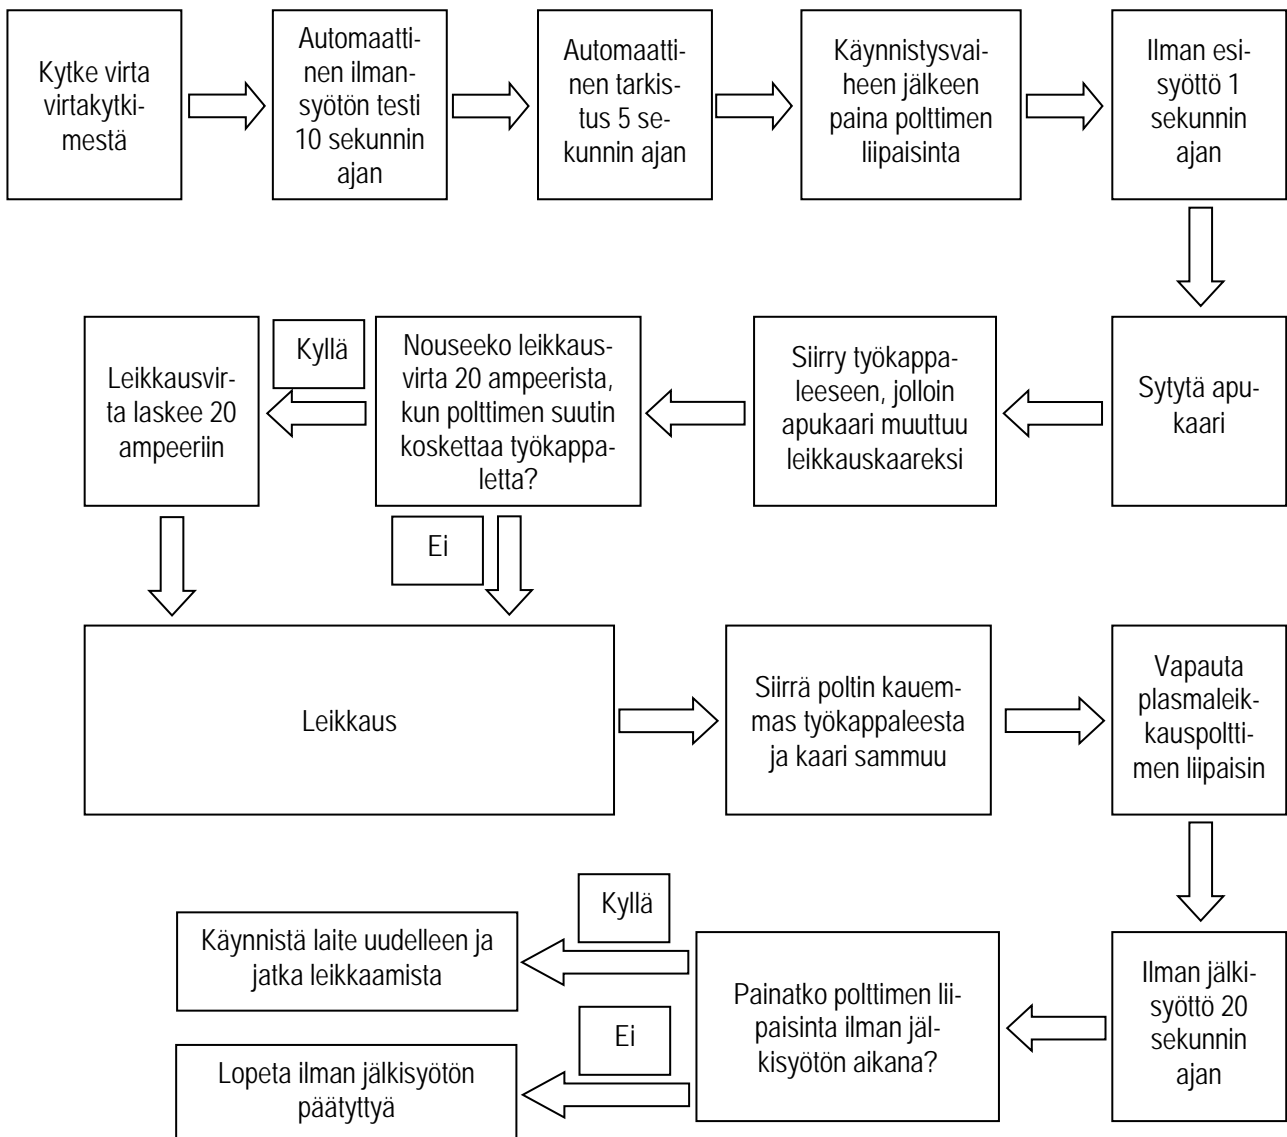 Kytke virta
virtakytki-
mestä
Automaatti-
nen ilman-
syötön testi
10 sekunnin
ajan
Automaatti-
nen tarkis-
tus 5 se-
kunnin ajan
Käynnistysvai-
heen jälkeen
paina polttimen
liipaisinta
Ilman esi-
syöttö 1
sekunnin
ajan
Sytytä apu-
kaari
Siirry työkappa-
leeseen, jolloin
apukaari muuttuu
leikkauskaareksi
Nouseeko leikkaus-
virta 20 ampeerista,
kun polttimen suutin
koskettaa työkappa-
letta?
Kyllä
Leikkausvir-
ta laskee 20
ampeeriin
Ei
Leikkaus
Siirrä poltin kauem-
mas työkappaleesta
ja kaari sammuu
Vapauta
plasmaleik-
kauspoltti-
men liipaisin
Ilman jälki-
syöttö 20
sekunnin
ajan
Painatko polttimen lii-
paisinta ilman jäl-
kisyötön aikana?
Kyllä
Käynnistä laite uudelleen ja
jatka leikkaamista
Ei
Lopeta ilman jälkisyötön
päätyttyä